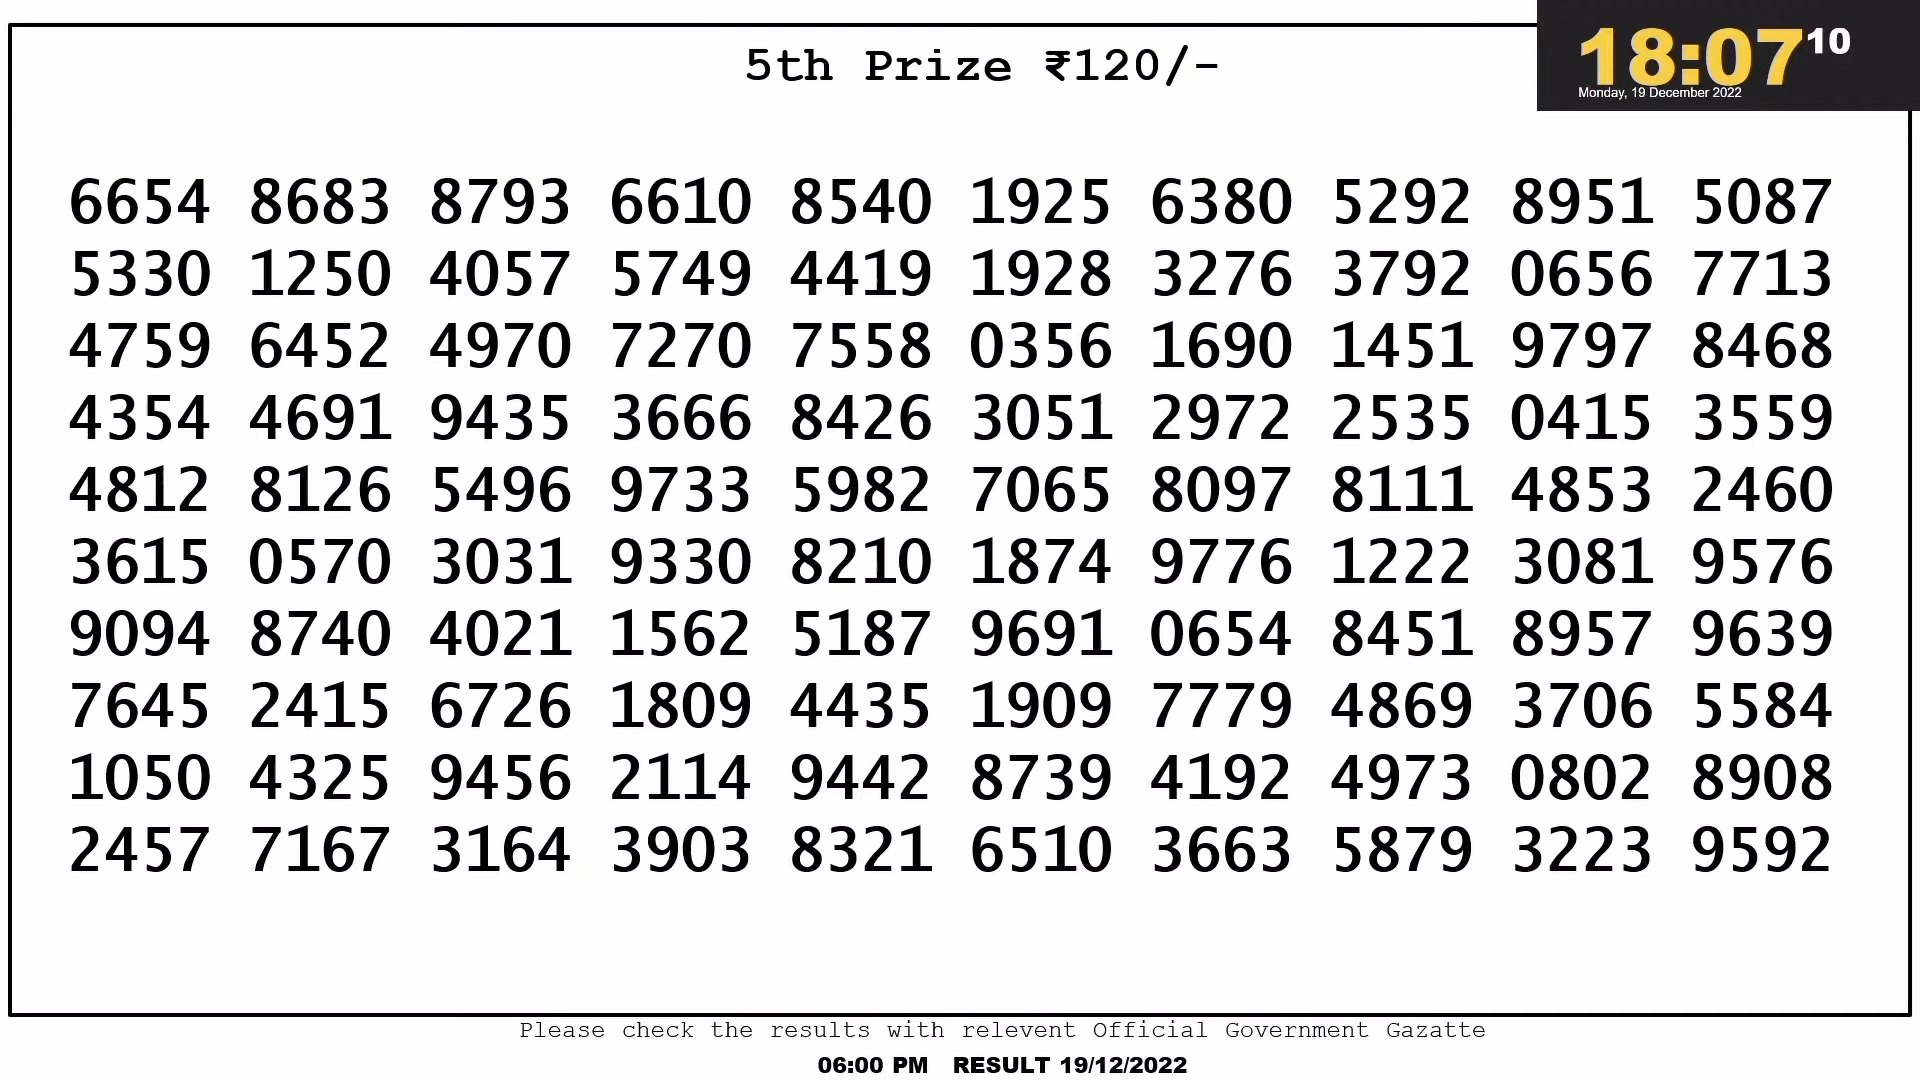 5th Prize ₹120/-
18:07 10
Monday, 19 December 2022
6654 8683 8793 6610 8540 1925 6380 5292 8951 5087
5330 1250 4057 5749 4419 1928 3276 3792 0656 7713
4759 6452 4970 7270 7558 0356 1690 1451 9797 8468
4354 4691 9435 3666 8426 3051 2972 2535 0415 3559
4812 8126 5496 9733 5982 7065 8097 8111 4853 2460
3615 0570 3031 9330 8210 1874 9776 1222 3081 9576
9094 8740 4021 1562 5187 9691 0654 8451 8957 9639
7645 2415 6726 1809 4435 1909 7779 4869 3706 5584
1050 4325 9456 2114 9442 8739 4192 4973 0802 8908
2457 7167 3164 3903 8321 6510 3663 5879 3223 9592
Please check the results with relevent Official Government Gazatte
06:00 PM RESULT 19/12/2022